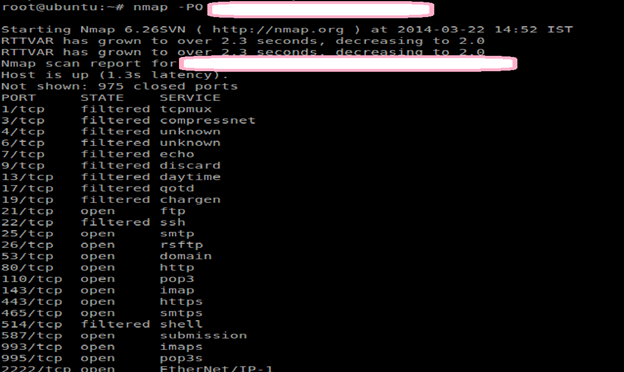 root@ubuntu:~# nmap -PO
Starting Nmap 6.26SVN ( http://nmap.org ) at 2014-03-22 14:52 IST
RTTVAR has grown to over 2.3 seconds, decreasing to 2.0
RTTVAR has grown to over 2.3 seconds, decreasing to 2.0
Nmap scan report for
Host is up (1.3s latency).
Not shown: 975 closed ports
PORT STATE SERVICE
1/tcp filtered tcpmux
3/tcp filtered compressnet
4/tcp filtered unknown
6/tcp filtered unknown
7/tcp filtered echo
9/tcp filtered discard
13/tcp filtered daytime
17/tcp filtered qotd
19/tcp filtered chargen
21/tcp open ftp
22/tcp filtered ssh
25/tcp open smtp
26/tcp open rsftp
53/tcp open domain
80/tcp open http
110/tcp open pop3
143/tcp open imap
443/tcp open https
465/tcp open smtps
514/tcp filtered shell
587/tcp open submission
993/tcp open imaps
995/tcp open pop3s
2222/tcp open EtherNet/IP-1